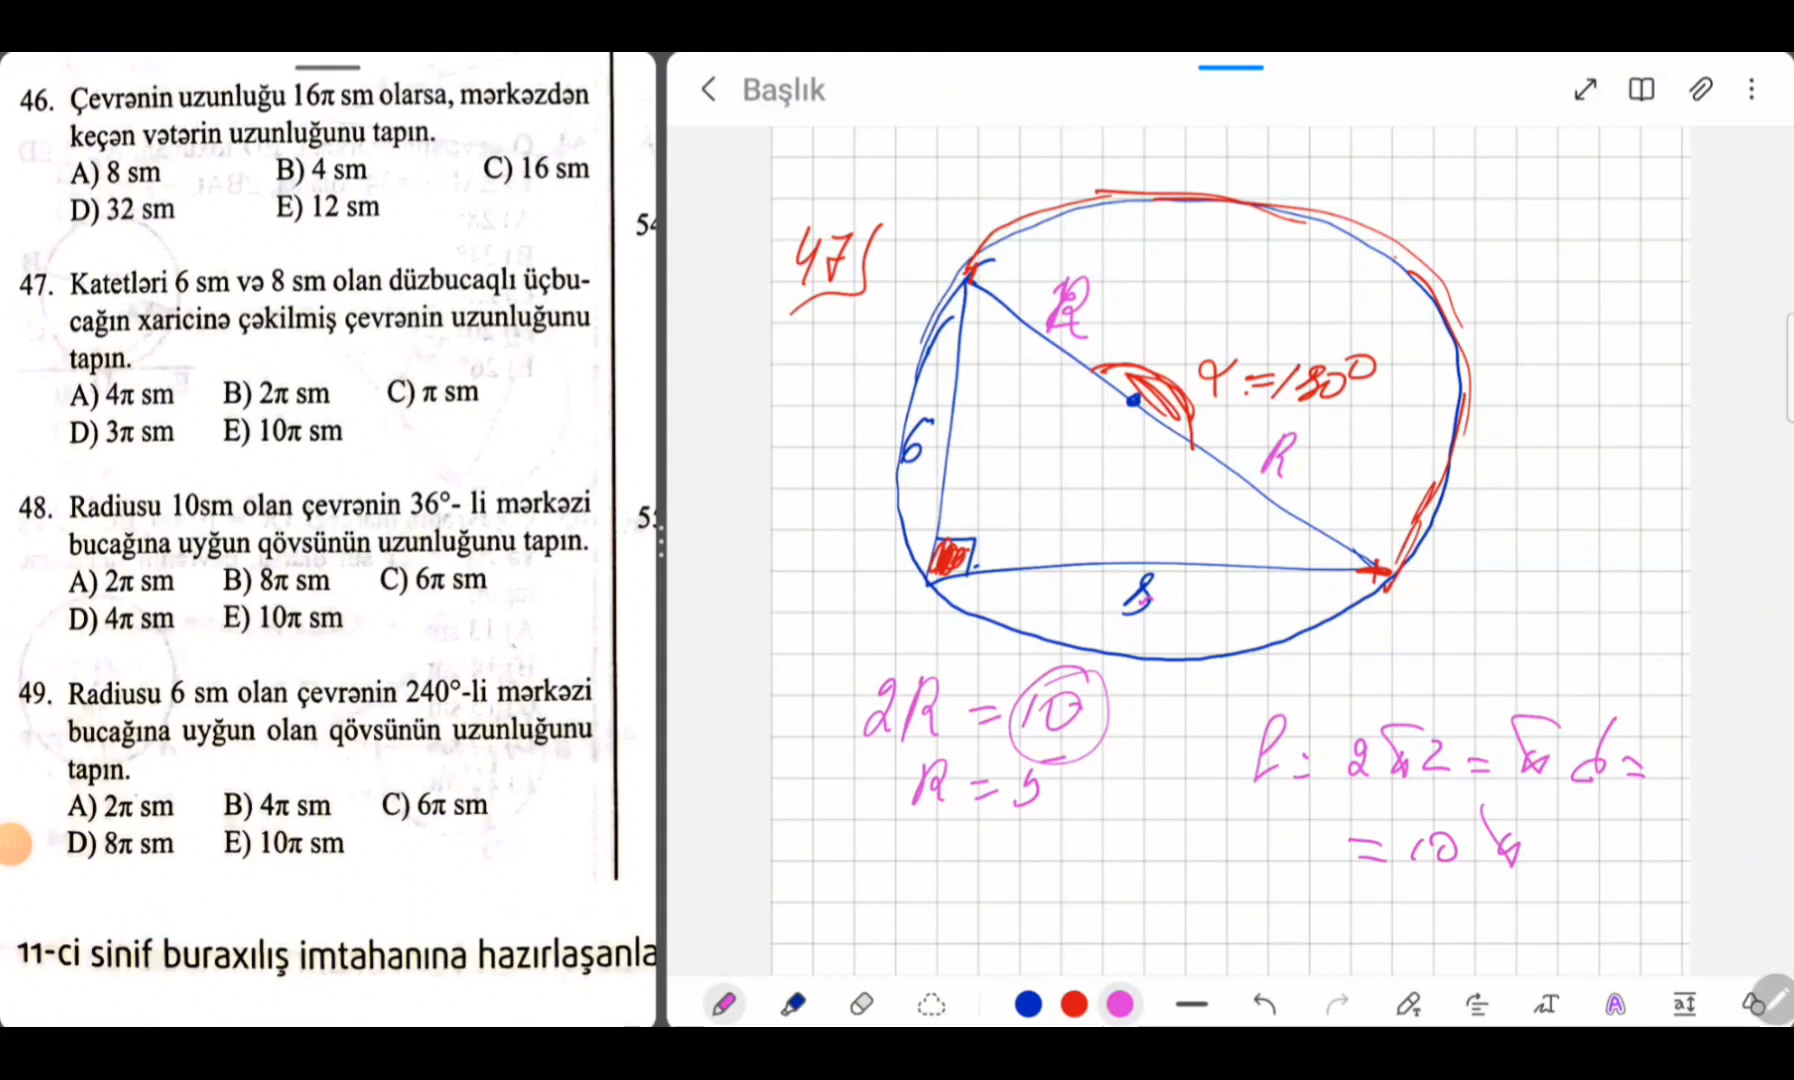 46. Çevrənin uzunluğu 16π sm olarsa, mərkəzdən
keçən vətərin uzunluğunu tapın.
A) 8 sm B) 4 sm C) 16 sm
D) 32 sm E) 12 sm
47. Katetləri 6 sm və 8 sm olan düzbucaqlı üçbu-
cağın xaricinə çəkilmiş çevrənin uzunluğunu
tapın.
A) 4π sm B) 2π sm C) π sm
D) 3π sm E) 10π sm
48. Radiusu 10sm olan çevrənin 36°- li mərkəzi
bucağına uyğun qövsünün uzunluğunu tapın.
A) 2π sm B) 8π sm C) 6π sm
D) 4π sm E) 10π sm
49. Radiusu 6 sm olan çevrənin 240°-li mərkəzi
bucağına uyğun olan qövsünün uzunluğunu
tapın.
A) 2π sm B) 4π sm C) 6π sm
D) 8π sm E) 10π sm
11-ci sinif buraxılış imtahanına hazırlaşanla
Başlık
47
R
α = 180°
R
6
8
2R = 10
R = 5
= 10π